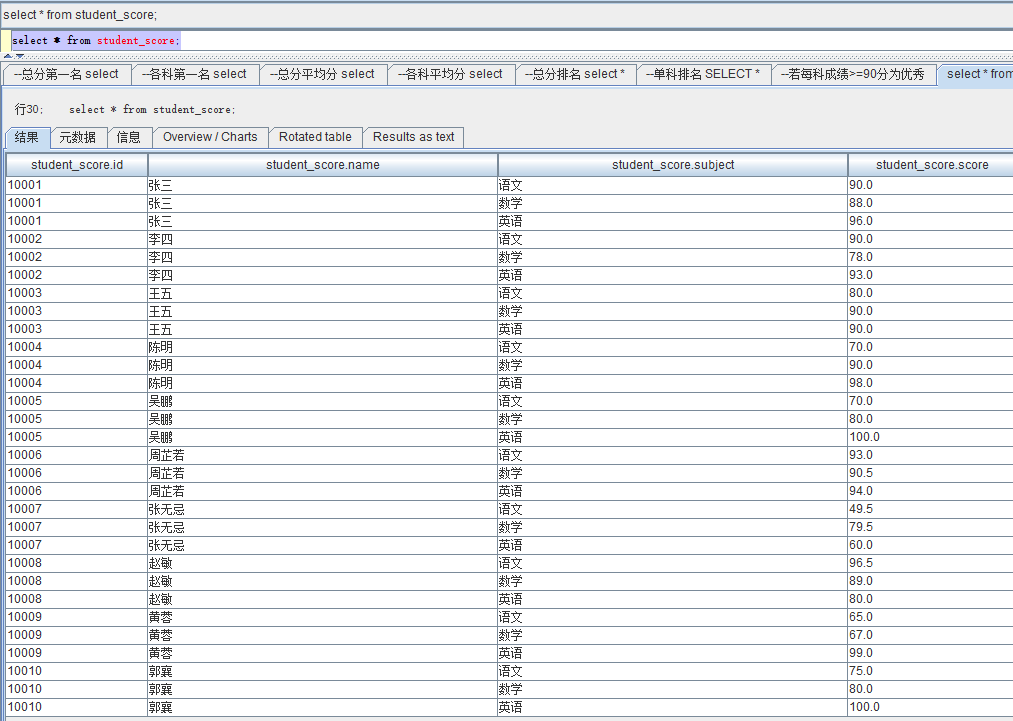 select * from student_score;
select * from student_score;
--总分第一名 select --各科第一名 select --总分平均分 select --各科平均分 select --总分排名 select * --单科排名 SELECT * --若每科成绩>=90分为优秀 select * from
行30: select * from student_score;
结果 元数据 信息 Overview / Charts Rotated table Results as text
student_score.id student_score.name student_score.subject student_score.score
10001 张三 语文 90.0
10001 张三 数学 88.0
10001 张三 英语 96.0
10002 李四 语文 90.0
10002 李四 数学 78.0
10002 李四 英语 93.0
10003 王五 语文 80.0
10003 王五 数学 90.0
10003 王五 英语 90.0
10004 陈明 语文 70.0
10004 陈明 数学 90.0
10004 陈明 英语 98.0
10005 吴鹏 语文 70.0
10005 吴鹏 数学 80.0
10005 吴鹏 英语 100.0
10006 周芷若 语文 93.0
10006 周芷若 数学 90.5
10006 周芷若 英语 94.0
10007 张无忌 语文 49.5
10007 张无忌 数学 79.5
10007 张无忌 英语 60.0
10008 赵敏 语文 96.5
10008 赵敏 数学 89.0
10008 赵敏 英语 80.0
10009 黄蓉 语文 65.0
10009 黄蓉 数学 67.0
10009 黄蓉 英语 99.0
10010 郭襄 语文 75.0
10010 郭襄 数学 80.0
10010 郭襄 英语 100.0